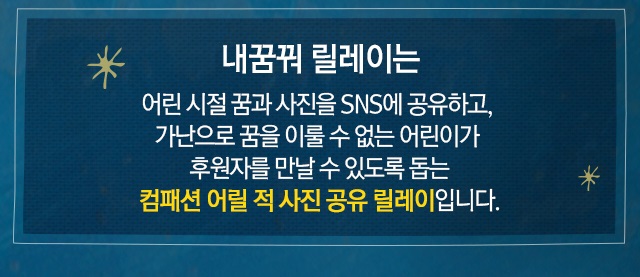 내꿈꿔 릴레이는
어린 시절 꿈과 사진을 SNS에 공유하고,
가난으로 꿈을 이룰 수 없는 어린이가
후원자를 만날 수 있도록 돕는
컴패션 어릴 적 사진 공유 릴레이입니다.